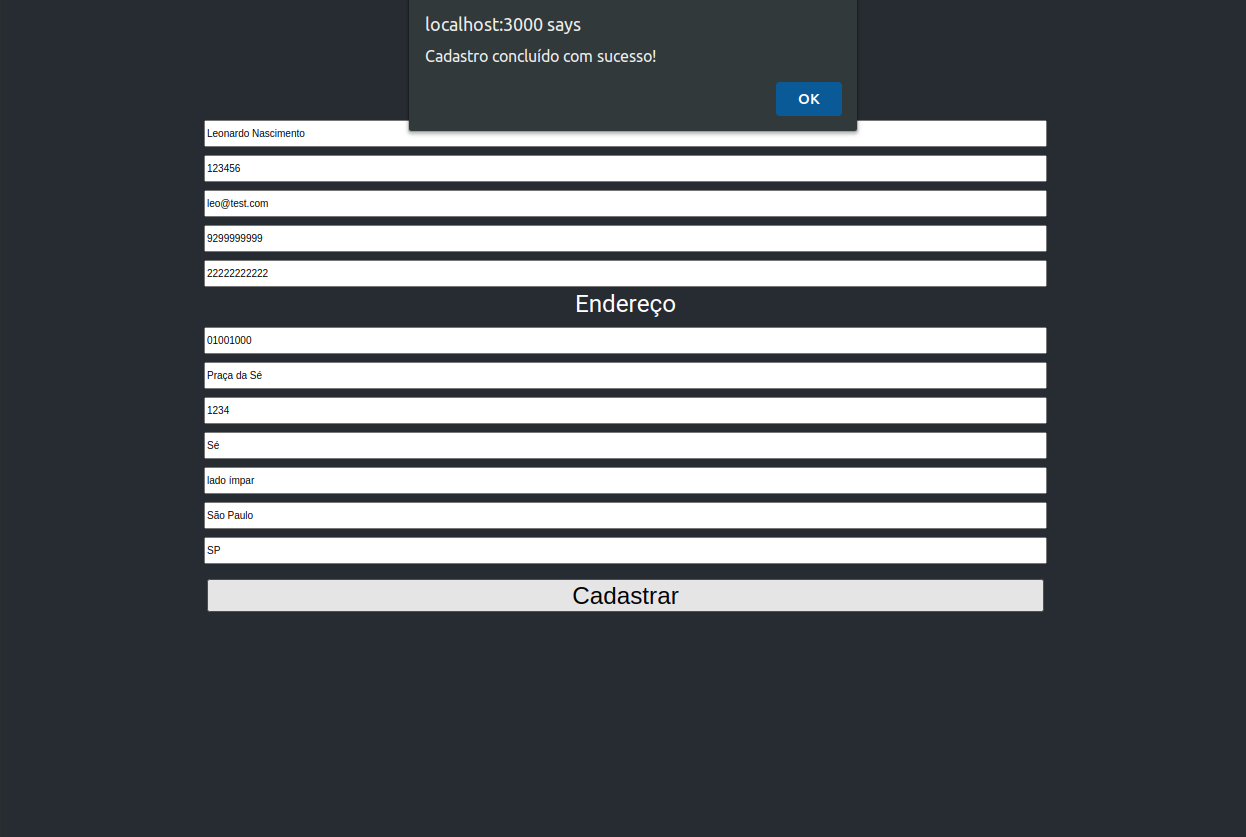 localhost:3000 says
Cadastro concluído com sucesso!
OK
Leonardo Nascimento
123456
leo@test.com
9299999999
22222222222
Endereço
01001000
Praça da Sé
1234
Sé
lado ímpar
São Paulo
SP
Cadastrar